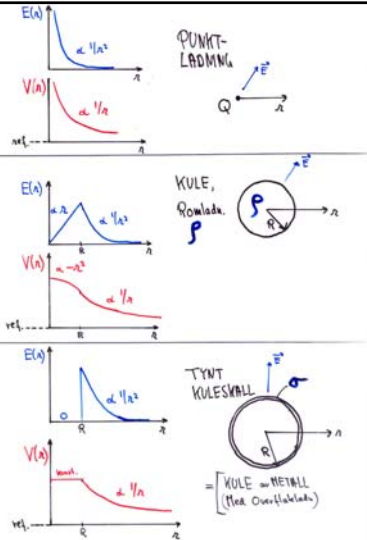 E(r)
α 1/r²
r
V(r)
α 1/r
ref.
r
PUNKT-
LADNING
E
Q
r
E(r)
α r
α 1/r²
R
r
V(r)
α -r²
α 1/r
ref.
R
r
KULE,
Romladn.
ρ
ρ
E
R
r
E(r)
0
α 1/r²
R
r
V(r)
konst.
α 1/r
ref.
R
r
TYNT
KULESKALL
E
σ
R
r
= [KULE av METALL
(Med Overflateladn)